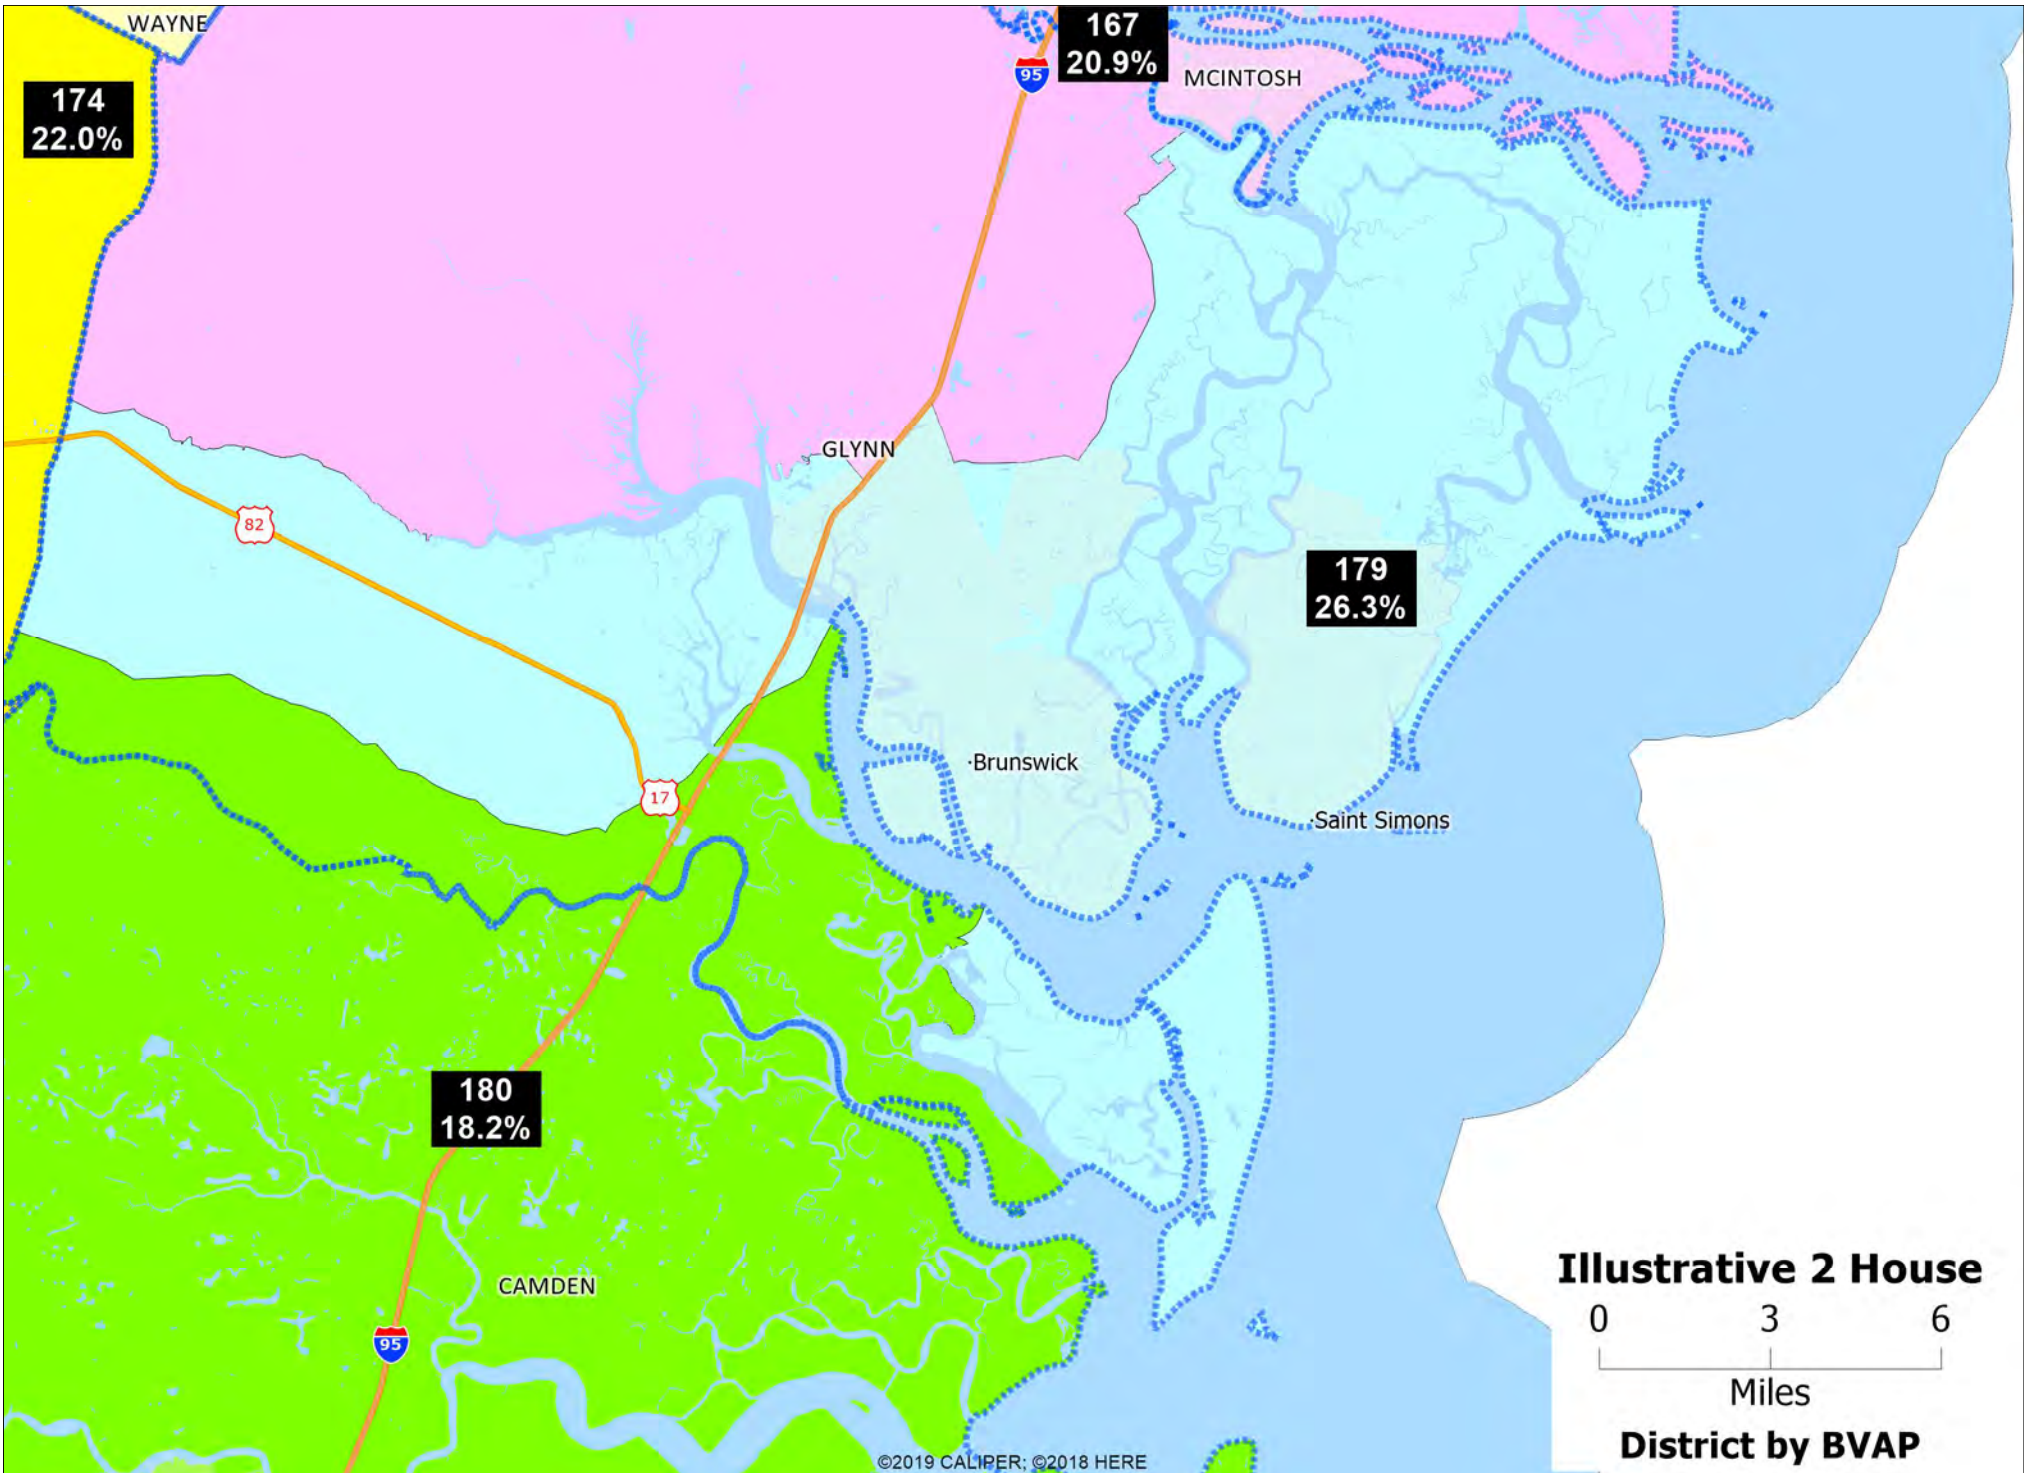 WAYNE
174
22.0%
95
167
20.9%
MCINTOSH
GLYNN
82
179
26.3%
17
·Brunswick
·Saint Simons
180
18.2%
CAMDEN
95
Illustrative 2 House
0 3 6
Miles
District by BVAP
©2019 CALIPER; ©2018 HERE